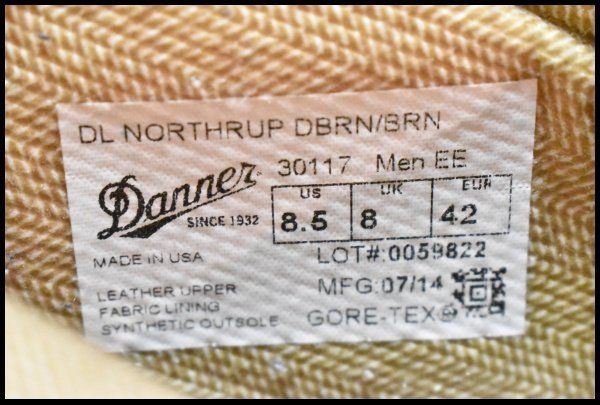 DL NORTHRUP DBRN/BRN
30117 Men EE
Danner
SINCE 1932
US UK EUR
8.5 8 42
MADE IN USA
LOT#:0059822
LEATHER UPPER
FABRIC LINING
SYNTHETIC OUTSOLE
MFG:07/14
GORE-TEX®